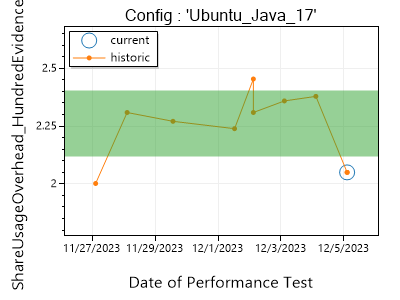 Config : 'Ubuntu_Java_17'
current
historic
ShareUsageOverhead_HundredEvidence
2.5
2.25
2
11/27/2023
11/29/2023
12/1/2023
12/3/2023
12/5/2023
Date of Performance Test